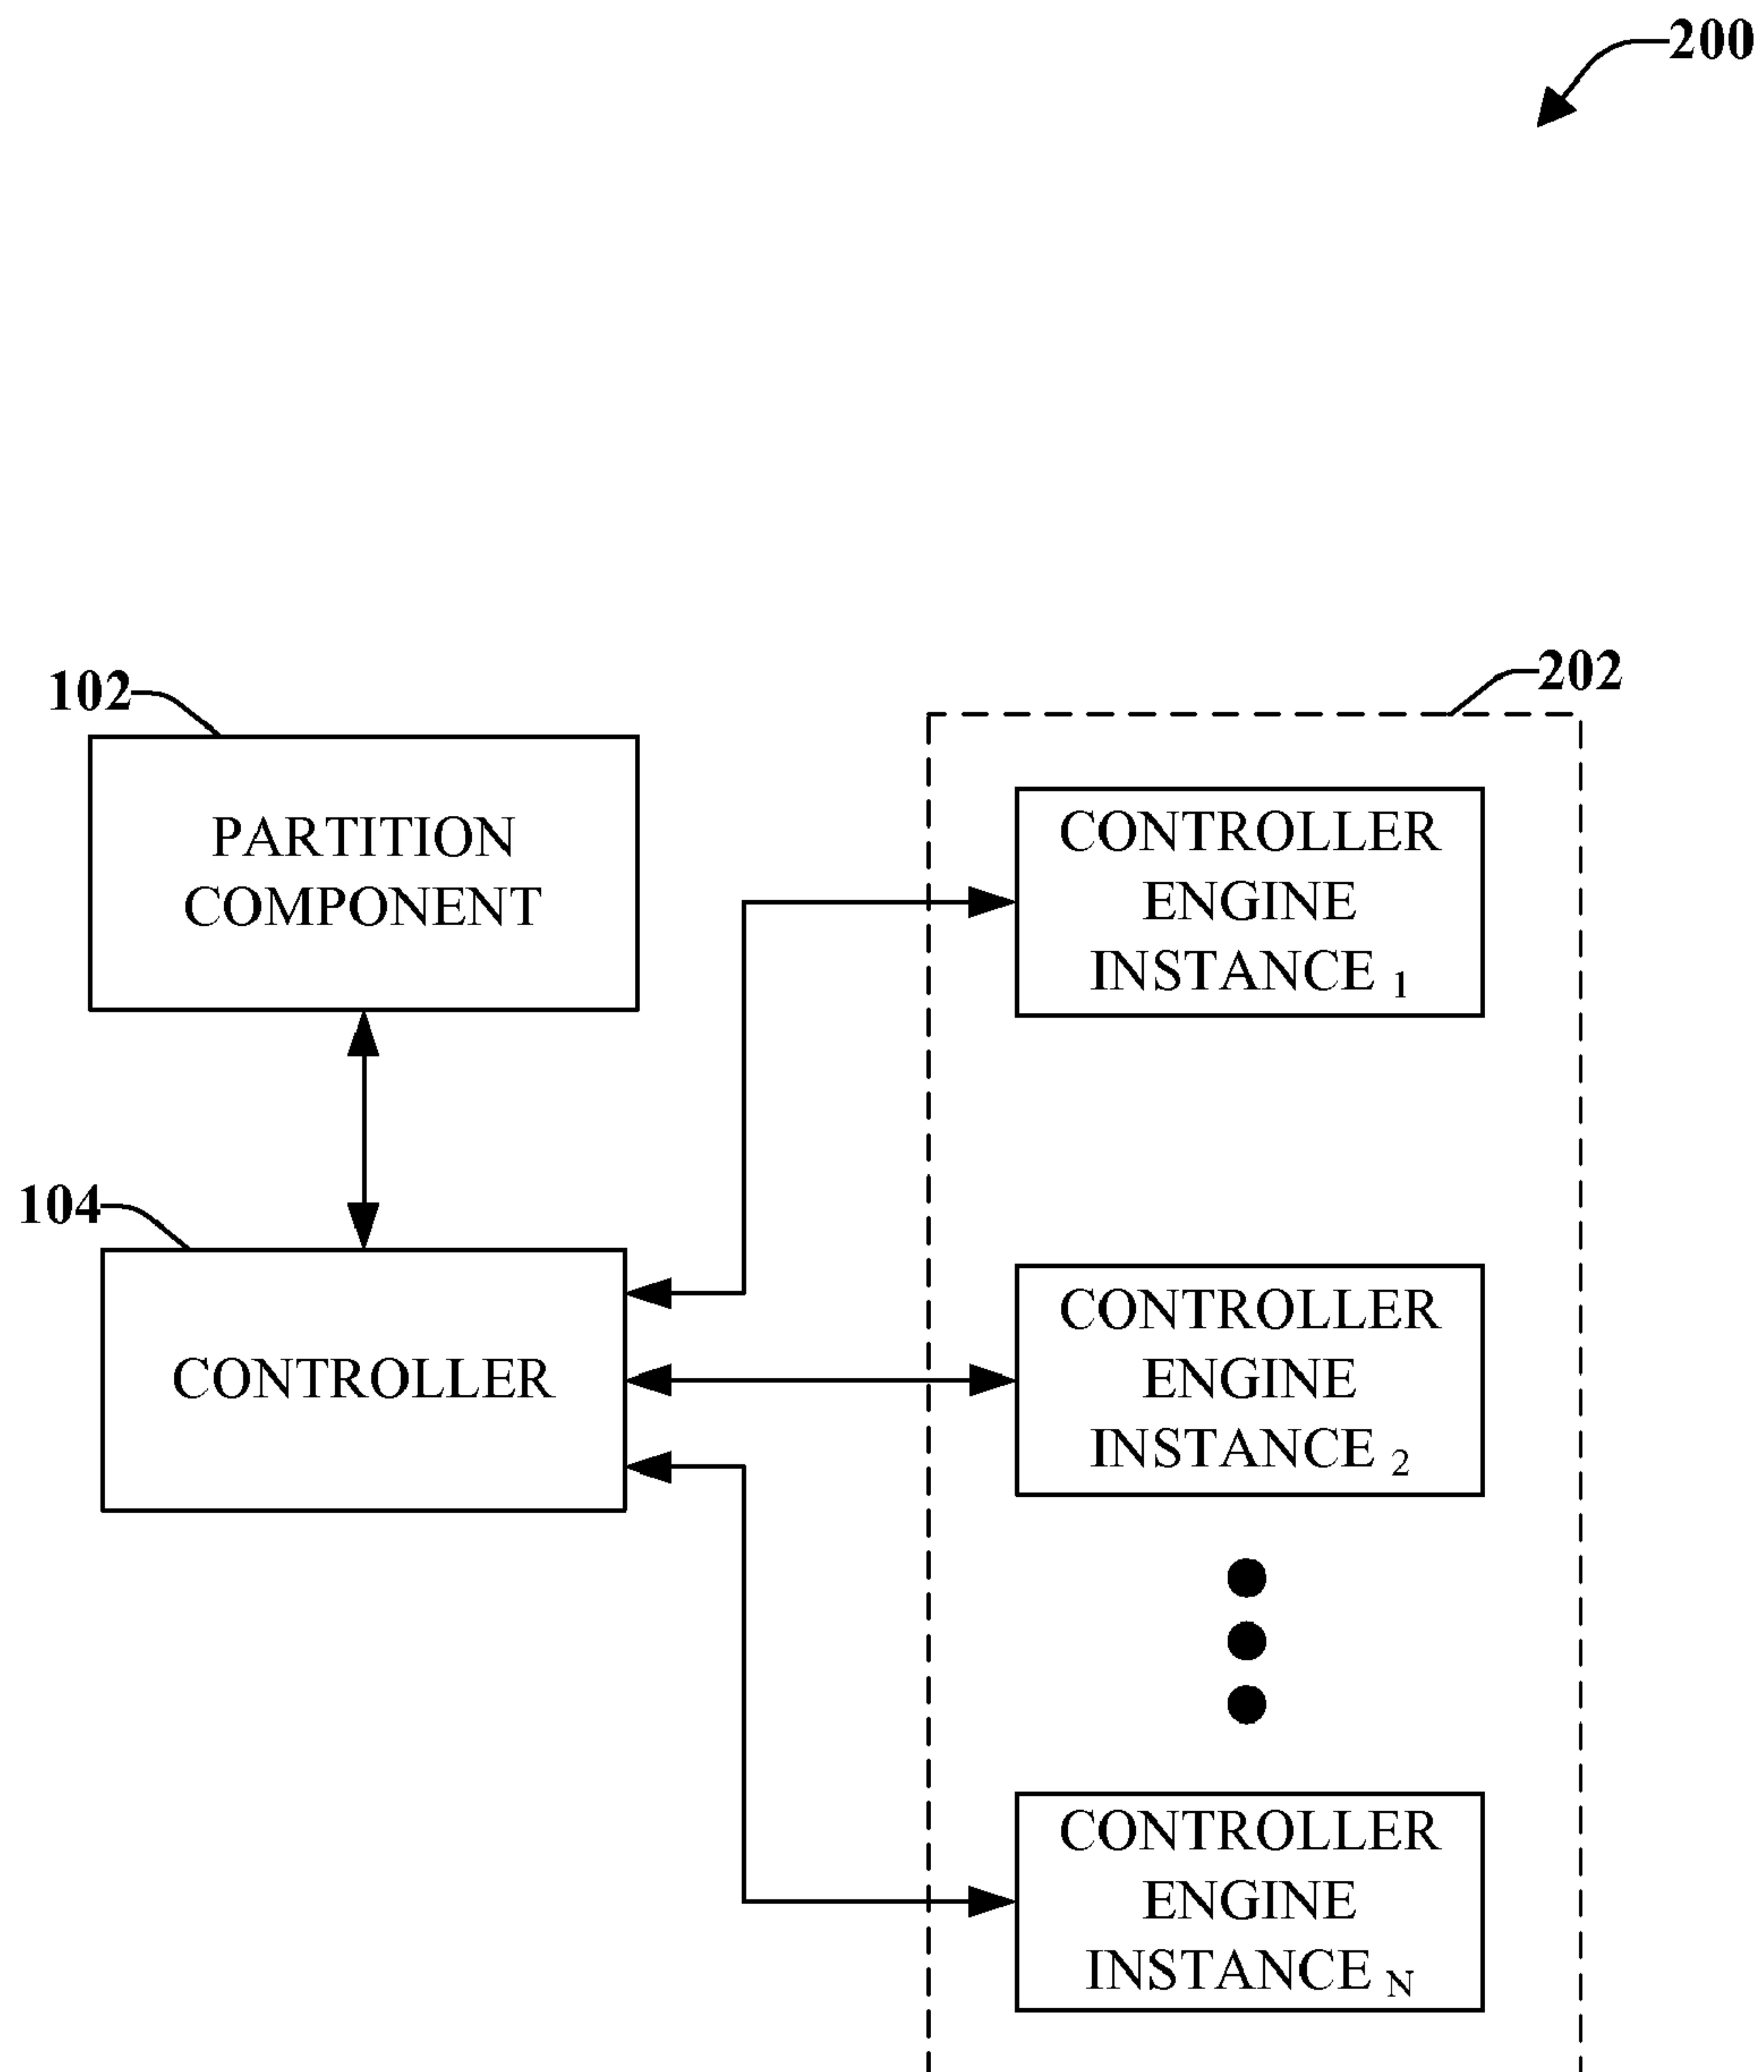 200
102
202
PARTITION
COMPONENT
CONTROLLER
ENGINE
INSTANCE 1
104
CONTROLLER
CONTROLLER
ENGINE
INSTANCE 2
CONTROLLER
ENGINE
INSTANCE N